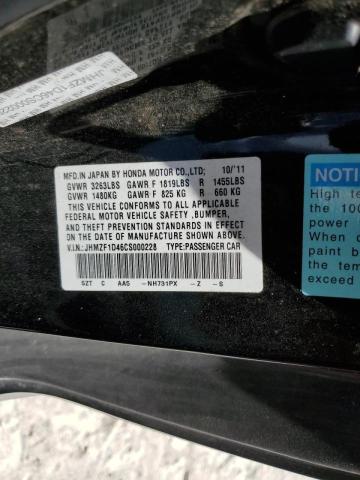 JHMZF1D46CS000228
MFD.IN JAPAN BY HONDA MOTOR CO.,LTD; 10/'11
GVWR 3263LBS GAWR F 1819LBS R 1455LBS
GVWR 1480KG GAWR F 825 KG R 660 KG
THIS VEHICLE CONFORMS TO ALL APPLICABLE
FEDERAL MOTOR VEHICLE SAFETY ,BUMPER,
AND THEFT PREVENTION STANDARDS IN EFFECT
ON THE DATE OF MANUFACTURE SHOWN ABOVE.
V.I.N: JHMZF1D46CS000228 TYPE:PASSENGER CAR
SZT C AA5 -NH731PX -Z -S
NOTI
High te
the 100
power
When
paint b
the tem
exceed